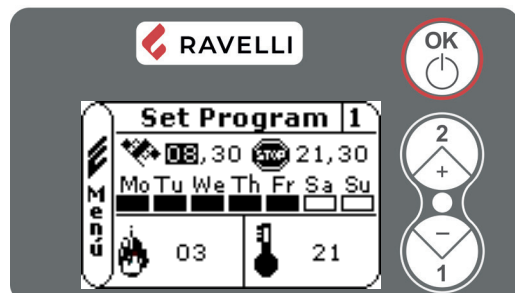 RAVELLI
OK
Set Program 1
08,30 STOP 21,30
Mo Tu We Th Fr Sa Su
Menú
03 21
2
+
−
1